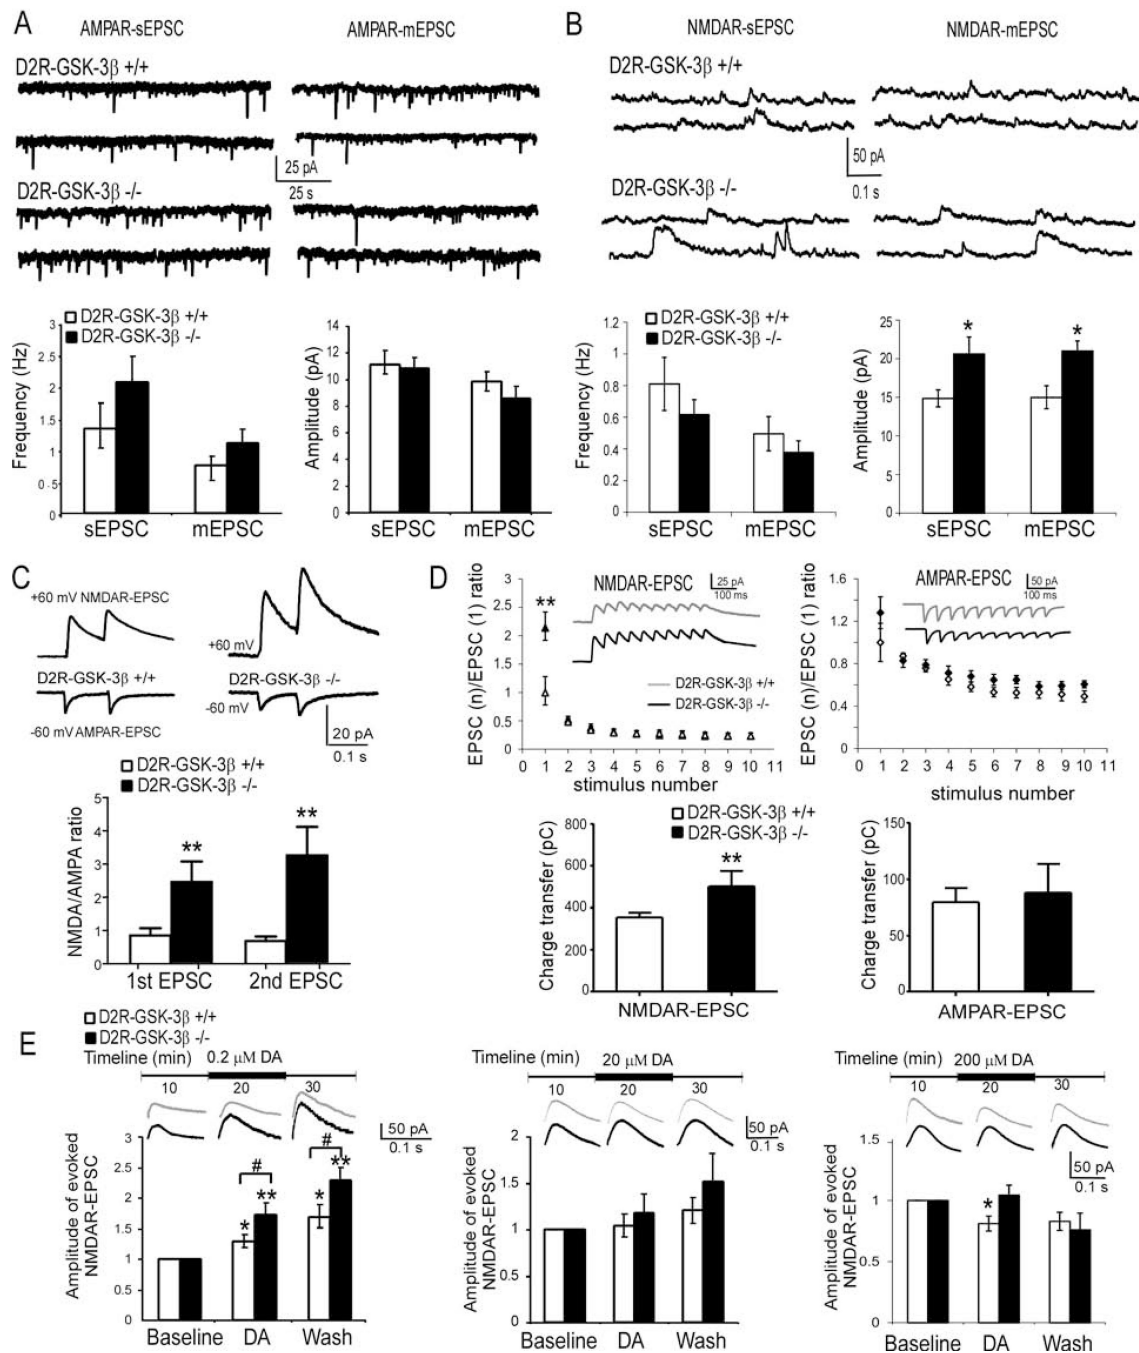 A
AMPAR-sEPSC
AMPAR-mEPSC
D2R-GSK-3β +/+
25 pA
25 s
D2R-GSK-3β -/-
D2R-GSK-3β +/+
D2R-GSK-3β -/-
Frequency (Hz)
3
2.5
2
1.5
1
0.5
0
sEPSC
mEPSC
Amplitude (pA)
14
12
10
8
6
4
2
0
sEPSC
mEPSC
B
NMDAR-sEPSC
NMDAR-mEPSC
D2R-GSK-3β +/+
50 pA
0.1 s
D2R-GSK-3β -/-
D2R-GSK-3β +/+
D2R-GSK-3β -/-
Frequency (Hz)
1.2
1
0.8
0.6
0.4
0.2
0
sEPSC
mEPSC
Amplitude (pA)
25
20
15
10
5
0
*
*
sEPSC
mEPSC
C
+60 mV NMDAR-EPSC
+60 mV
D2R-GSK-3β +/+
D2R-GSK-3β -/-
-60 mV AMPAR-EPSC
-60 mV
20 pA
0.1 s
D2R-GSK-3β +/+
D2R-GSK-3β -/-
NMDA/AMPA ratio
5
4
3
2
1
0
**
**
1st EPSC
2nd EPSC
D
EPSC (n)/EPSC (1) ratio
3
2.5
2
1.5
1
0.5
0
**
NMDAR-EPSC
25 pA
100 ms
D2R-GSK-3β +/+
D2R-GSK-3β -/-
0 1 2 3 4 5 6 7 8 9 10 11
stimulus number
EPSC (n)/EPSC (1) ratio
1.6
1.2
0.8
0.4
0
AMPAR-EPSC
50 pA
100 ms
0 1 2 3 4 5 6 7 8 9 10 11
stimulus number
D2R-GSK-3β +/+
D2R-GSK-3β -/-
Charge transfer (pC)
800
600
400
200
0
**
NMDAR-EPSC
Charge transfer (pC)
150
100
50
0
AMPAR-EPSC
E
D2R-GSK-3β +/+
D2R-GSK-3β -/-
Timeline (min)
0.2 μM DA
10 20 30
50 pA
0.1 s
Amplitude of evoked
NMDAR-EPSC
3
2.5
2
1.5
1
0.5
0
# #
* ** * **
Baseline DA Wash
Timeline (min)
20 μM DA
10 20 30
50 pA
0.1 s
Amplitude of evoked
NMDAR-EPSC
2
1.5
1
0.5
0
Baseline DA Wash
Timeline (min)
200 μM DA
10 20 30
50 pA
0.1 s
Amplitude of evoked
NMDAR-EPSC
1.5
1
0.5
0
*
Baseline DA Wash